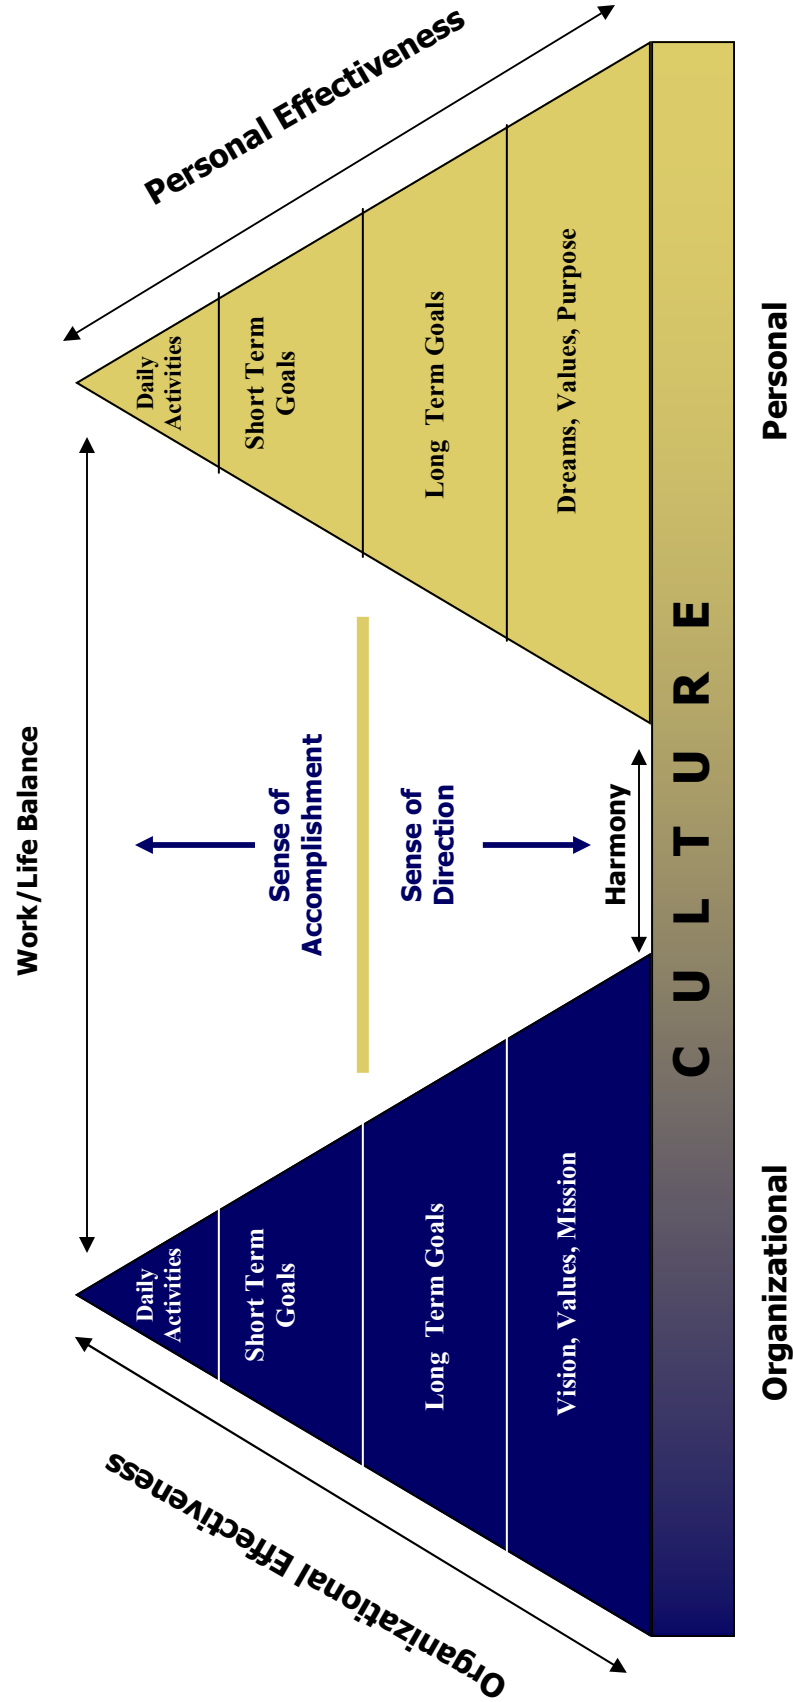 Work/Life Balance
Organizational Effectiveness
Personal Effectiveness
Daily
Activities
Short Term
Goals
Long  Term Goals
Vision, Values, Mission
Sense of
Accomplishment
Sense of
Direction
Harmony
Daily
Activities
Short Term
Goals
Long  Term Goals
Dreams, Values, Purpose
C U L T U R E
Organizational
Personal